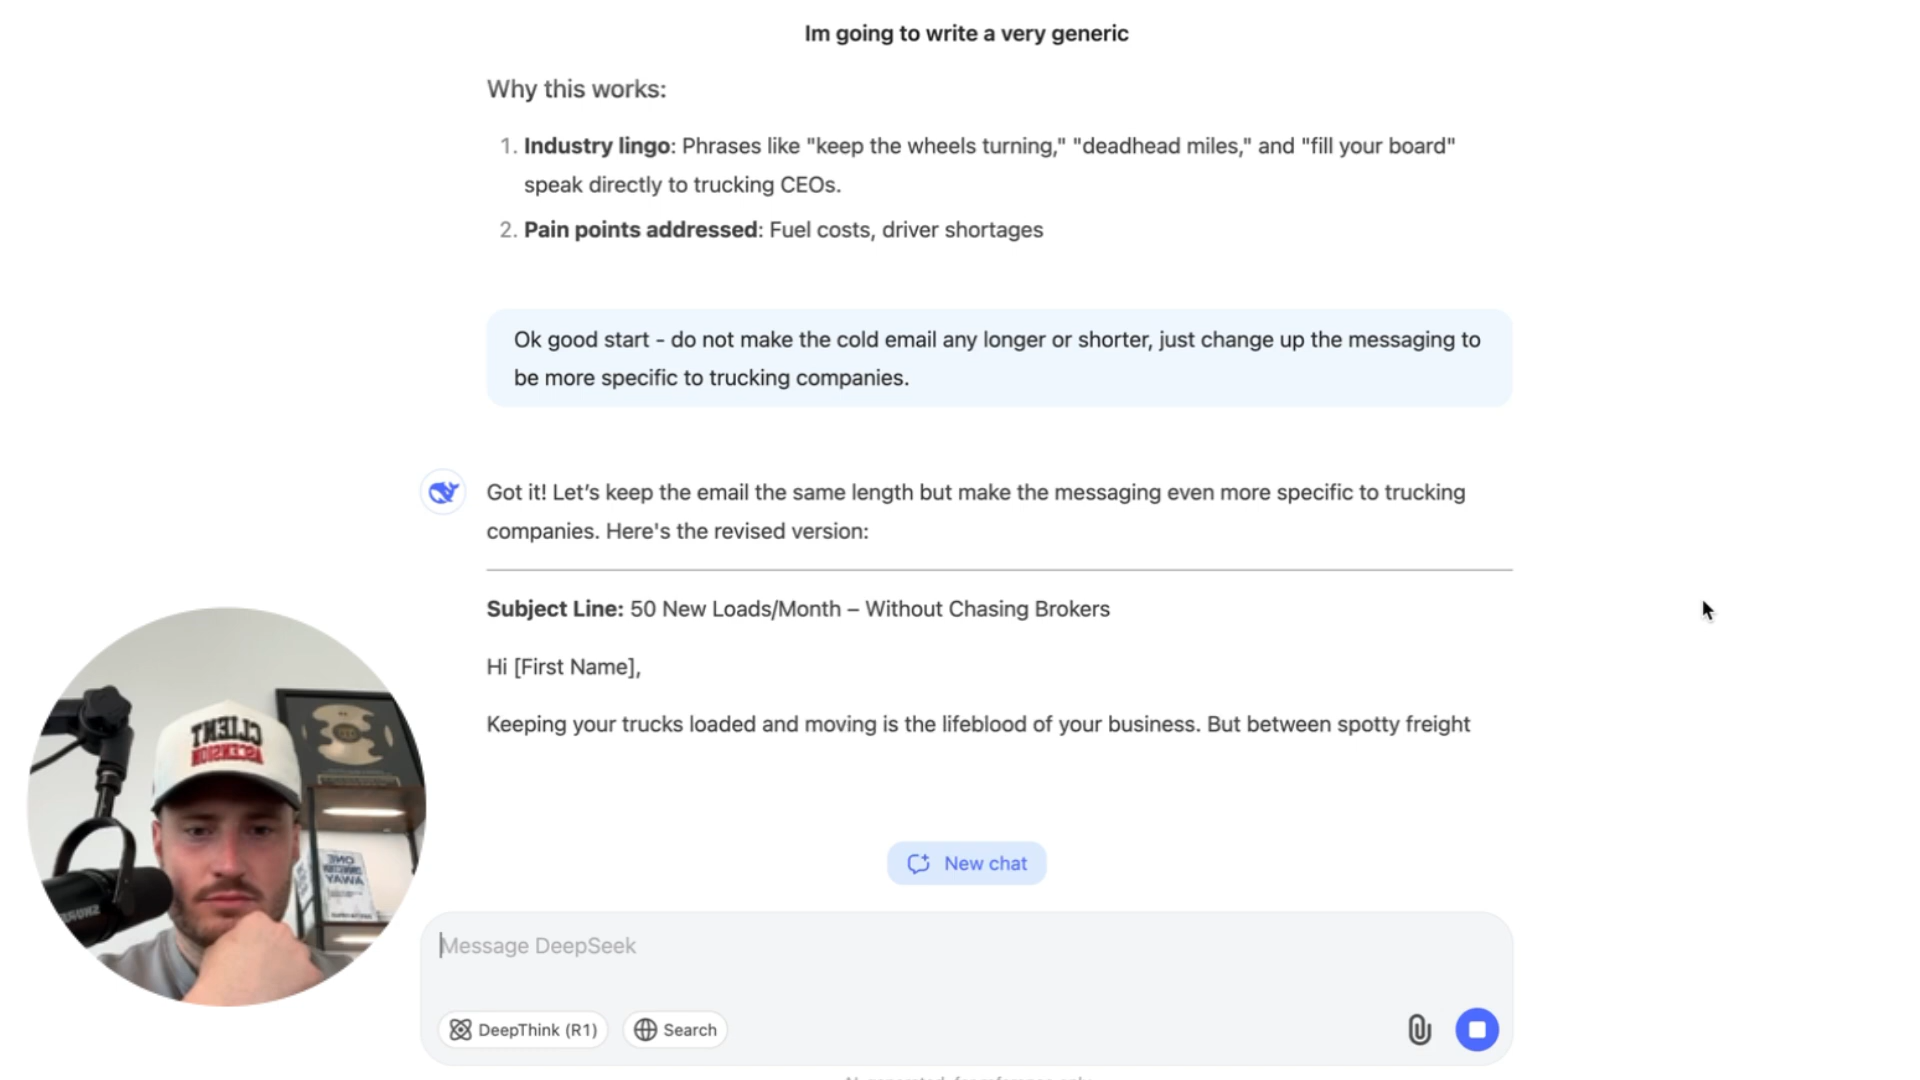 Im going to write a very generic
Why this works:
1. Industry lingo: Phrases like "keep the wheels turning," "deadhead miles," and "fill your board"
speak directly to trucking CEOs.
2. Pain points addressed: Fuel costs, driver shortages
Ok good start - do not make the cold email any longer or shorter, just change up the messaging to
be more specific to trucking companies.
Got it! Let’s keep the email the same length but make the messaging even more specific to trucking
companies. Here's the revised version:
Subject Line: 50 New Loads/Month – Without Chasing Brokers
Hi [First Name],
Keeping your trucks loaded and moving is the lifeblood of your business. But between spotty freight
CLIENT
ASCENSION
ONE
AWAY
SHURE
New chat
Message DeepSeek
DeepThink (R1)
Search